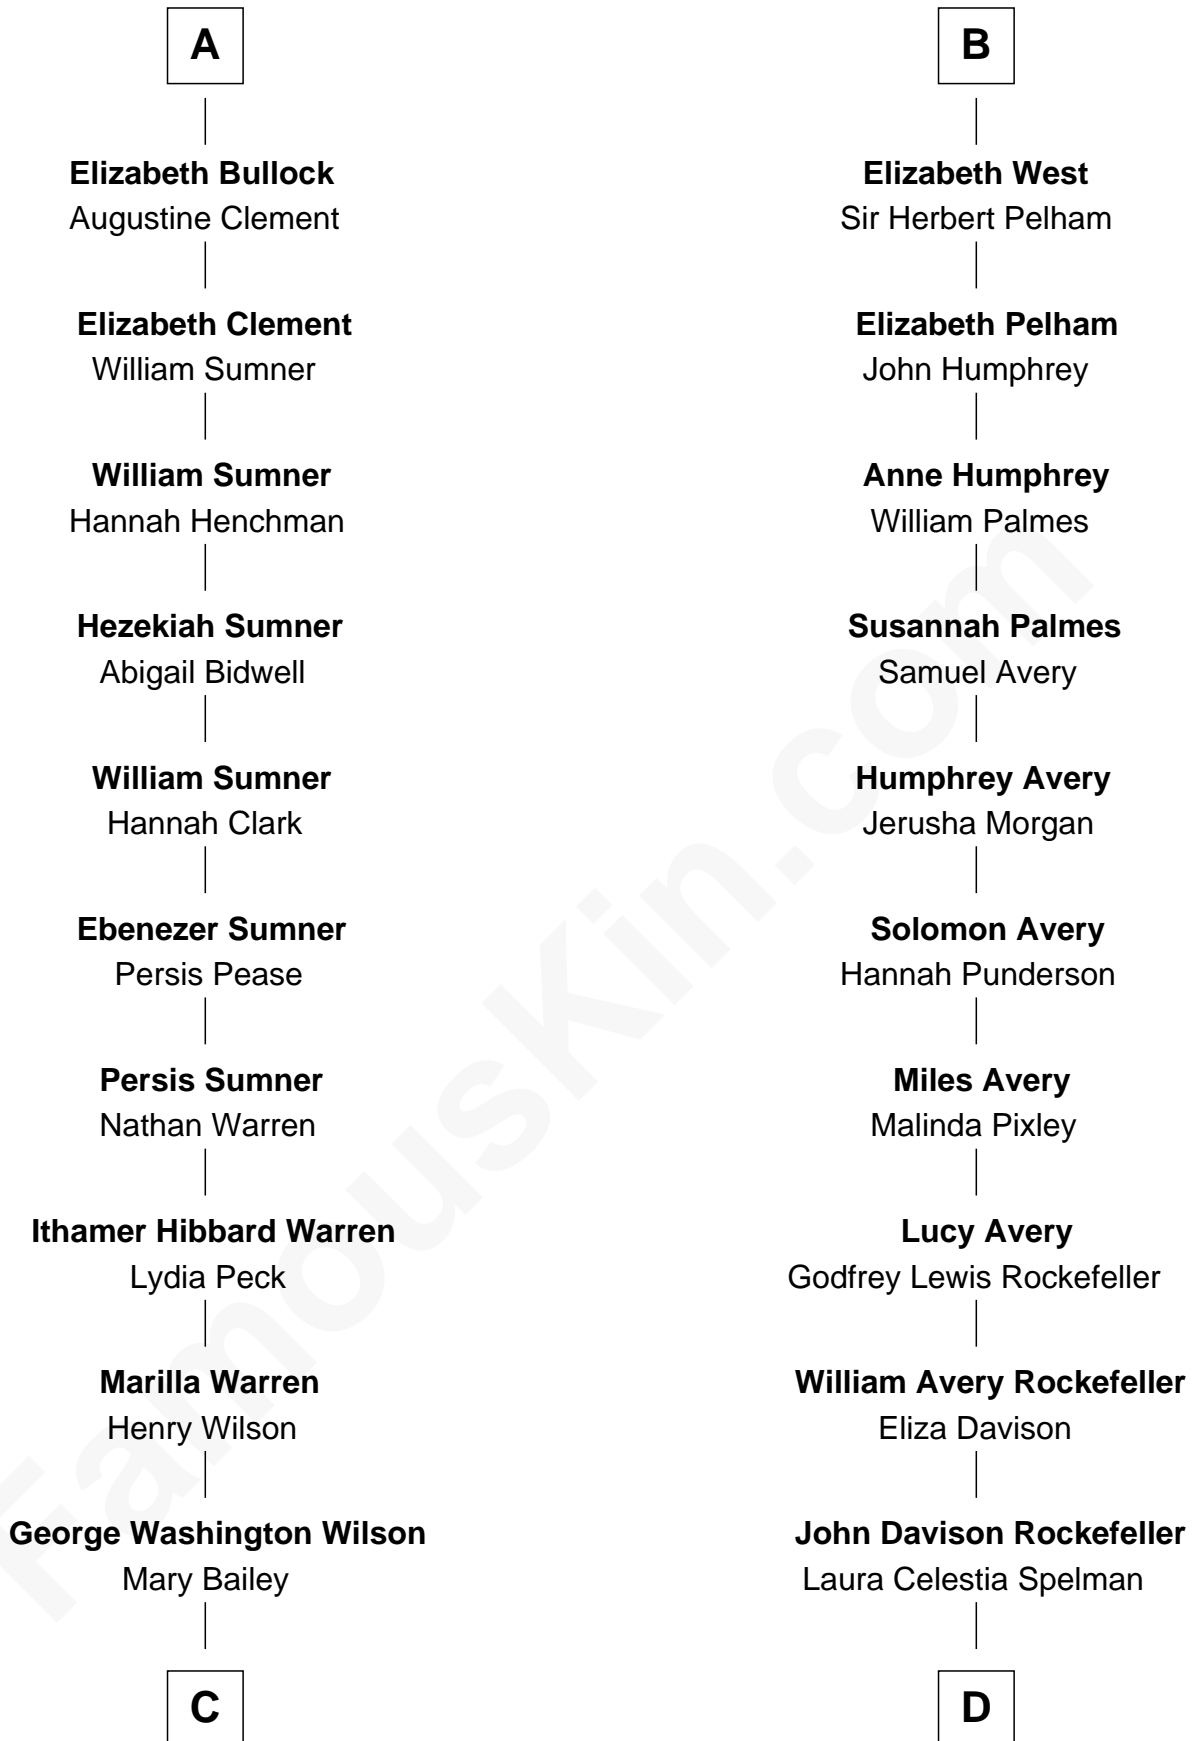 A
Elizabeth Bullock
Augustine Clement
Elizabeth Clement
William Sumner
William Sumner
Hannah Henchman
Hezekiah Sumner
Abigail Bidwell
William Sumner
Hannah Clark
Ebenezer Sumner
Persis Pease
Persis Sumner
Nathan Warren
Ithamer Hibbard Warren
Lydia Peck
Marilla Warren
Henry Wilson
George Washington Wilson
Mary Bailey
C
B
Elizabeth West
Sir Herbert Pelham
Elizabeth Pelham
John Humphrey
Anne Humphrey
William Palmes
Susannah Palmes
Samuel Avery
Humphrey Avery
Jerusha Morgan
Solomon Avery
Hannah Punderson
Miles Avery
Malinda Pixley
Lucy Avery
Godfrey Lewis Rockefeller
William Avery Rockefeller
Eliza Davison
John Davison Rockefeller
Laura Celestia Spelman
D
FamousKin.com